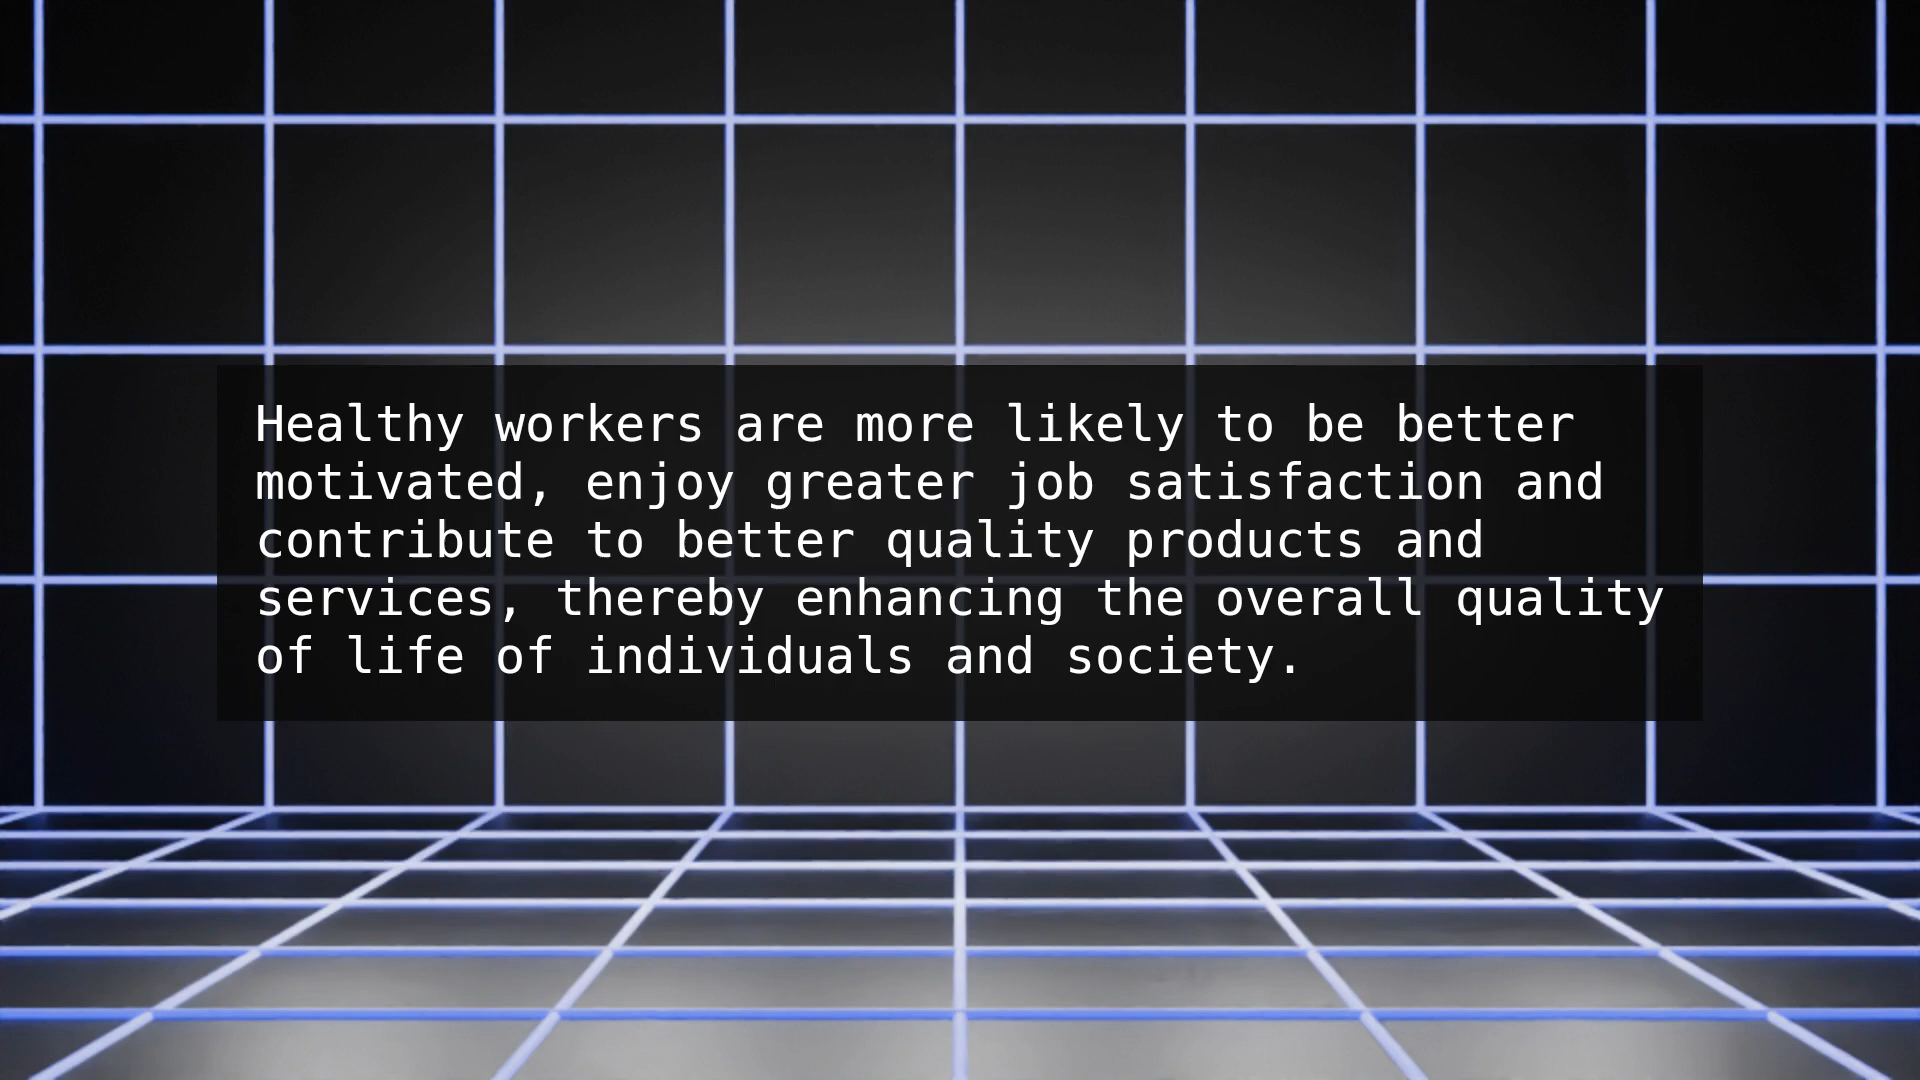 Healthy workers are more likely to be better
motivated, enjoy greater job satisfaction and
contribute to better quality products and
services, thereby enhancing the overall quality
of life of individuals and society.